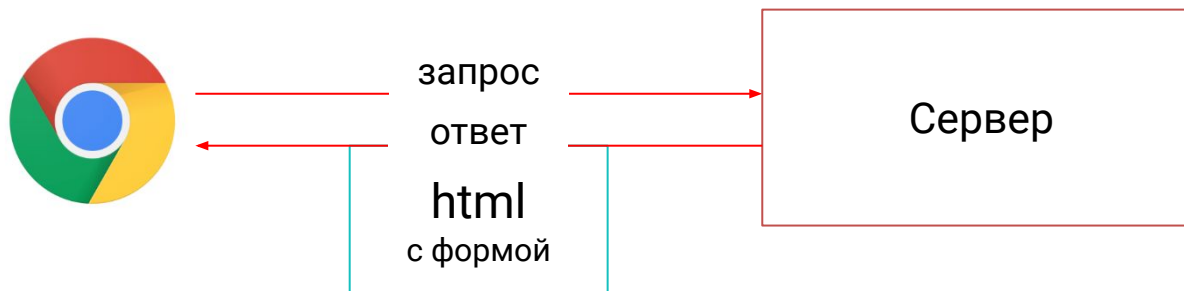 запрос
ответ
html
с формой
Сервер